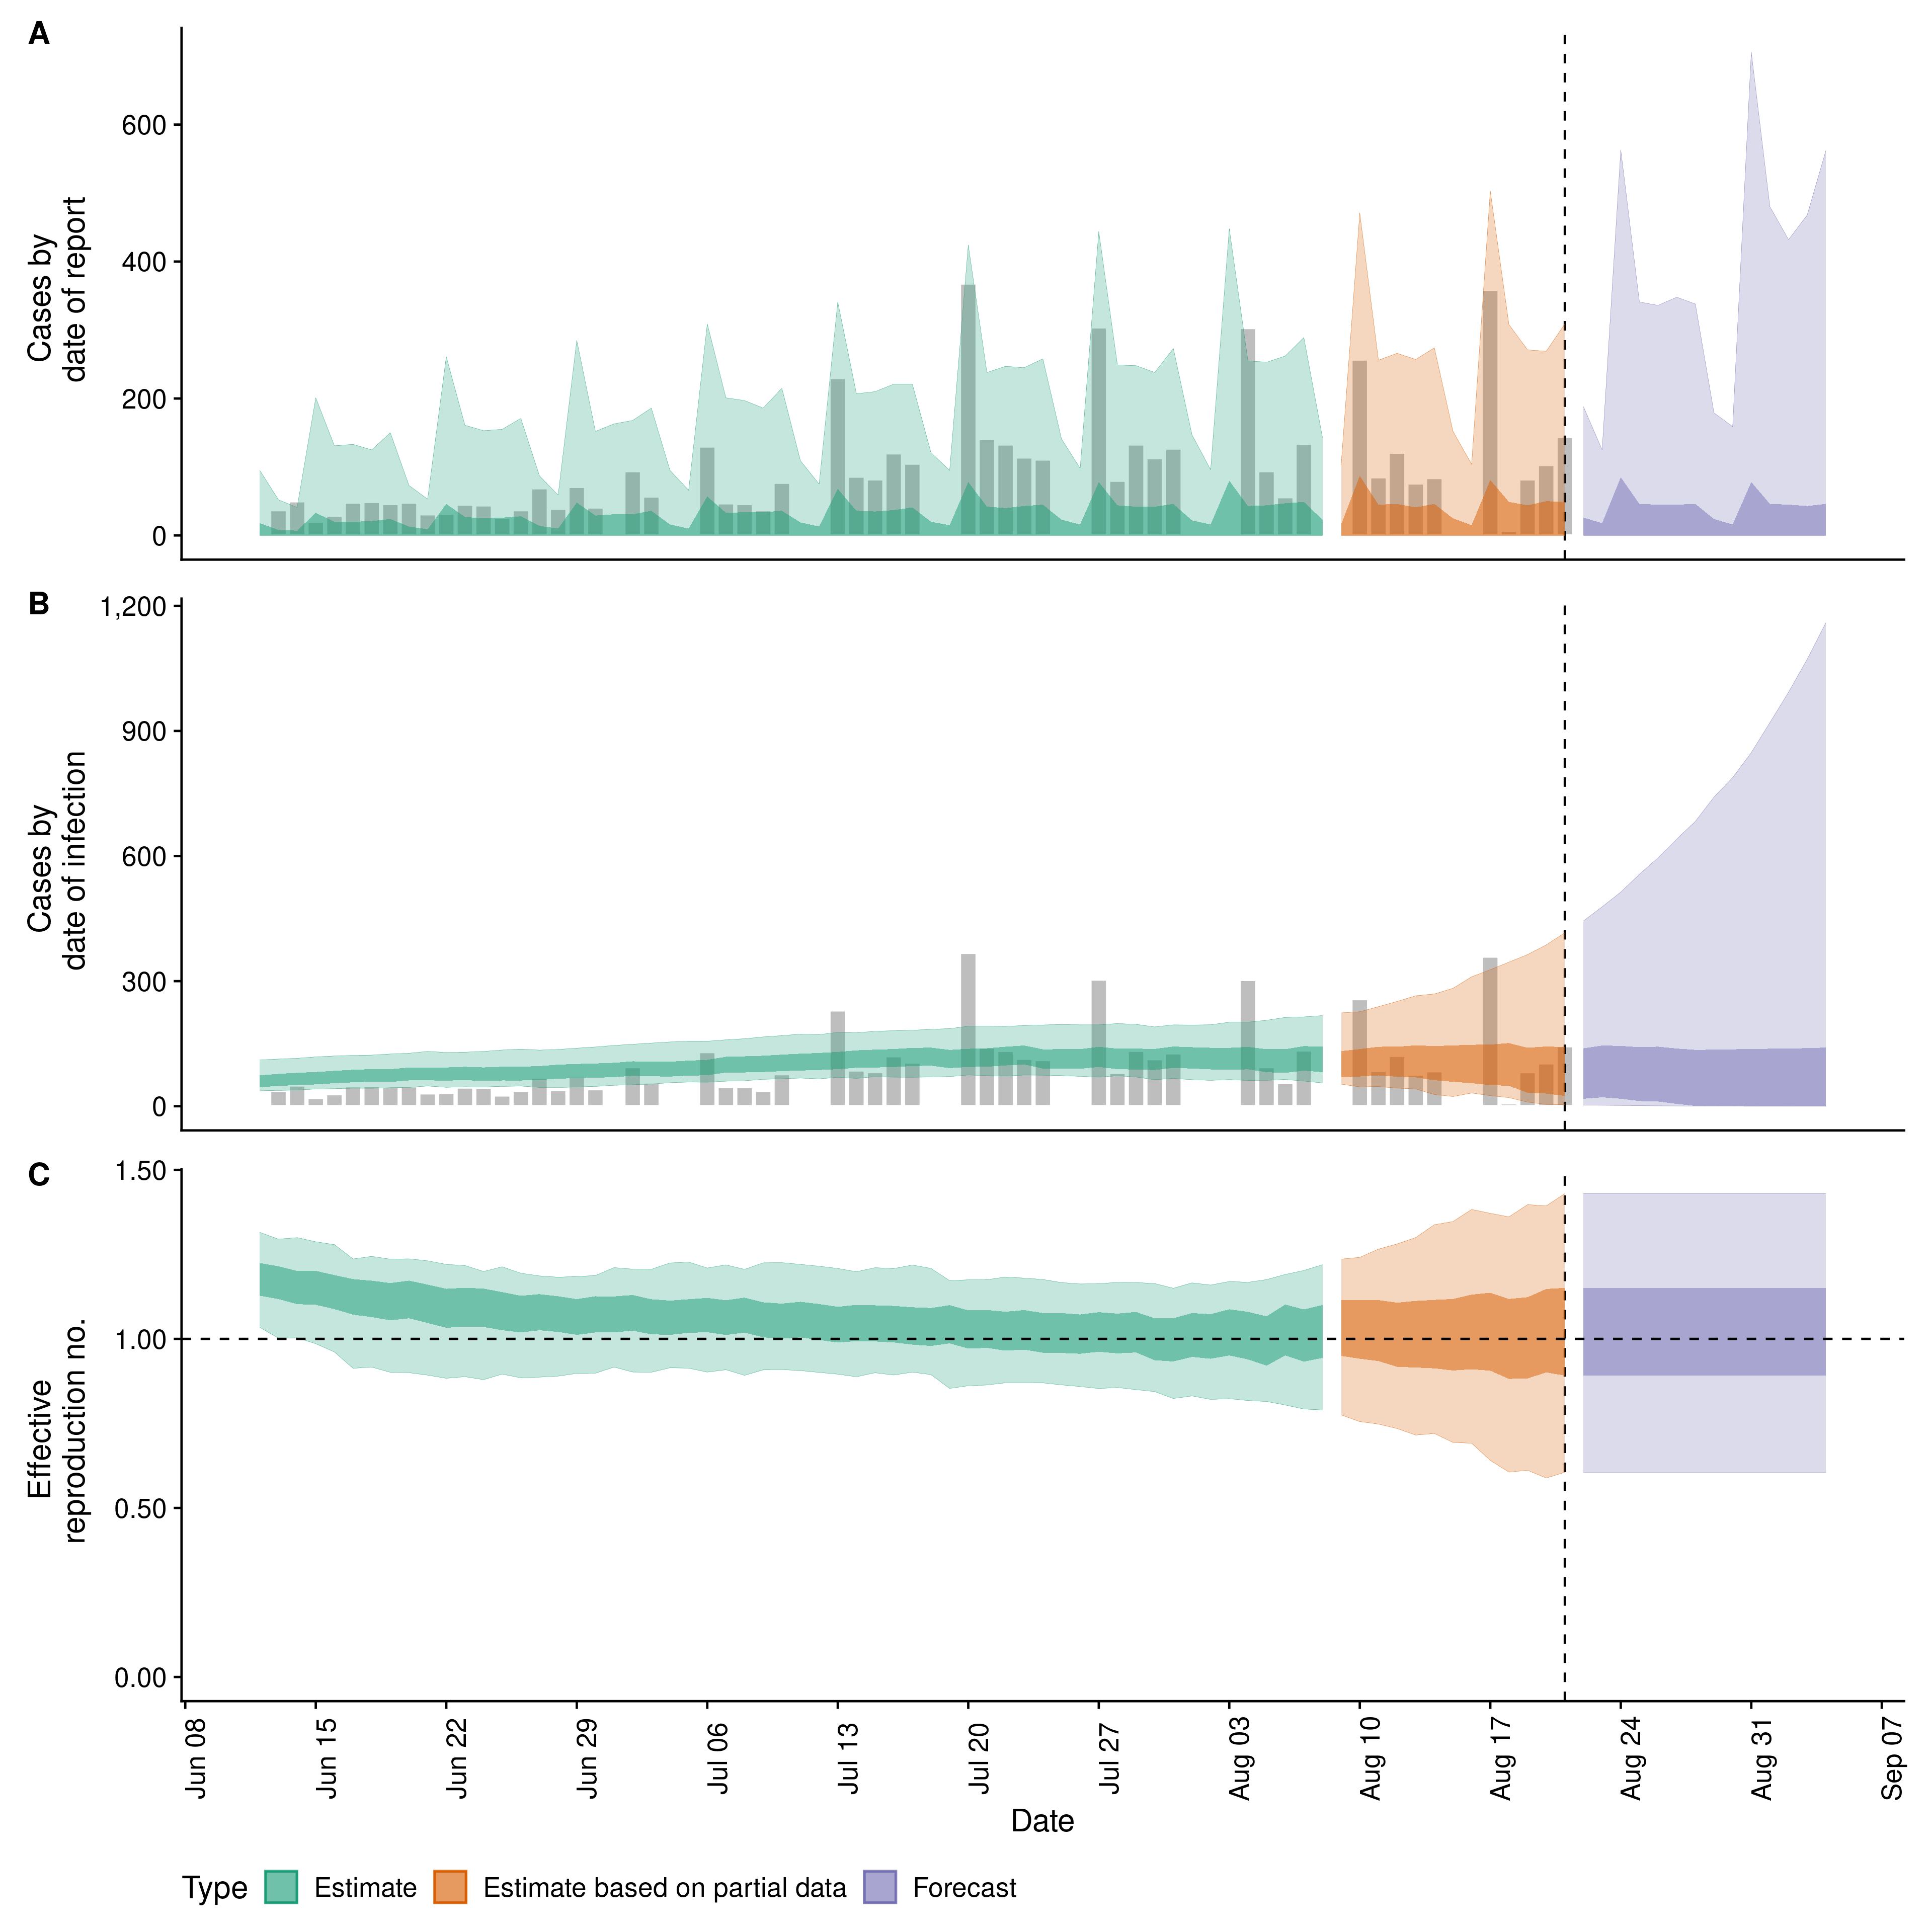 A
Cases by
date of report
600
400
200
0
B
Cases by
date of infection
1,200
900
600
300
0
C
Effective
reproduction no.
1.50
1.00
0.50
0.00
Jun 08
Jun 15
Jun 22
Jun 29
Jul 06
Jul 13
Jul 20
Jul 27
Aug 03
Aug 10
Aug 17
Aug 24
Aug 31
Sep 07
Date
Type
Estimate
Estimate based on partial data
Forecast